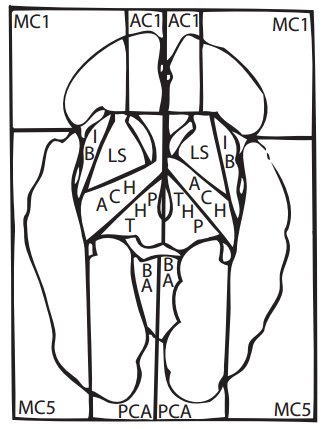 MC1 AC1 AC1 MC1
I B LS LS I B
A C H A C H
T H P T H P
B A B A
MC5 PCA PCA MC5